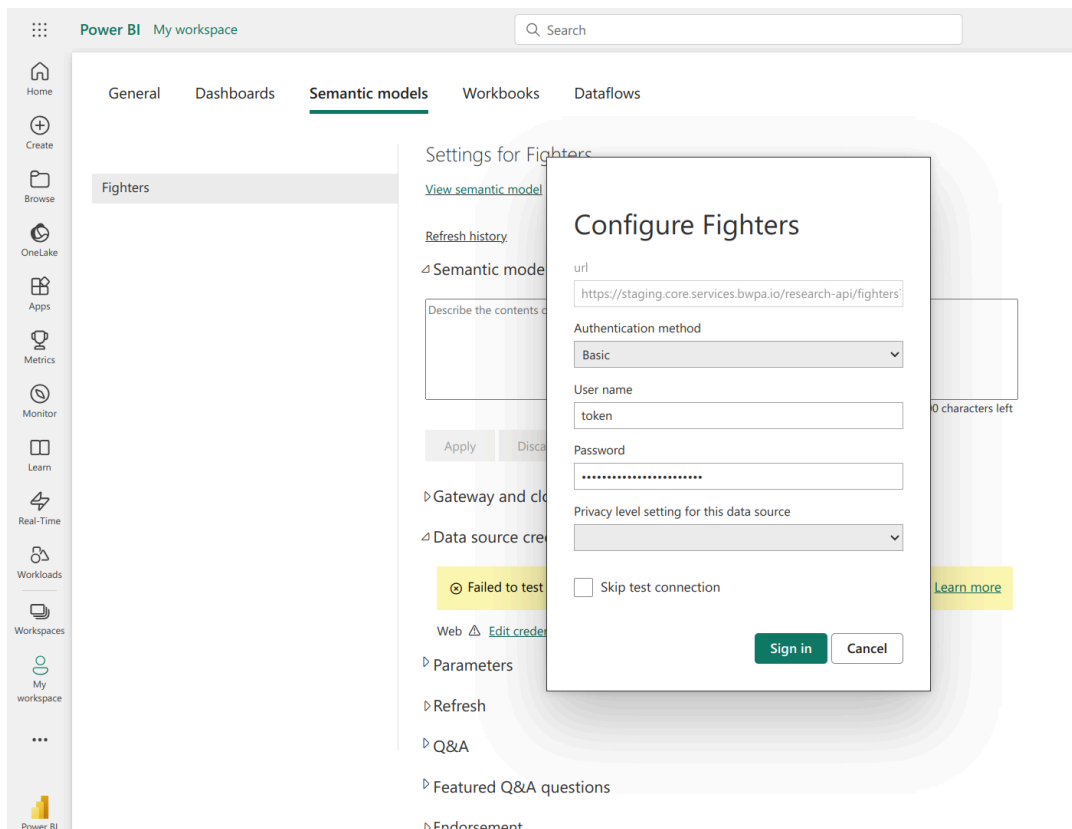 Power BI My workspace
Search
Home
Create
Browse
OneLake
Apps
Metrics
Monitor
Learn
Real-Time
Workloads
Workspaces
My
workspace
Power BI
General Dashboards Semantic models Workbooks Dataflows
Fighters
Settings for Fighters
View semantic model
Refresh history
Semantic mode
Describe the contents o
0 characters left
Apply Disca
Gateway and clo
Data source cre
Failed to test
Learn more
Web Edit creden
Parameters
Refresh
Q&A
Featured Q&A questions
Endorsement
Configure Fighters
url
https://staging.core.services.bwpa.io/research-api/fighters
Authentication method
Basic
User name
token
Password
Privacy level setting for this data source
Skip test connection
Sign in Cancel